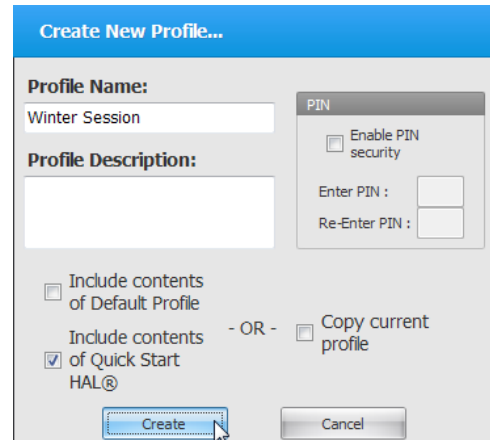 Create New Profile...
Profile Name:
Winter Session
Profile Description:
PIN
Enable PIN
security
Enter PIN :
Re-Enter PIN :
Include contents
of Default Profile
Include contents
of Quick Start
HAL®
- OR -
Copy current
profile
Create
Cancel